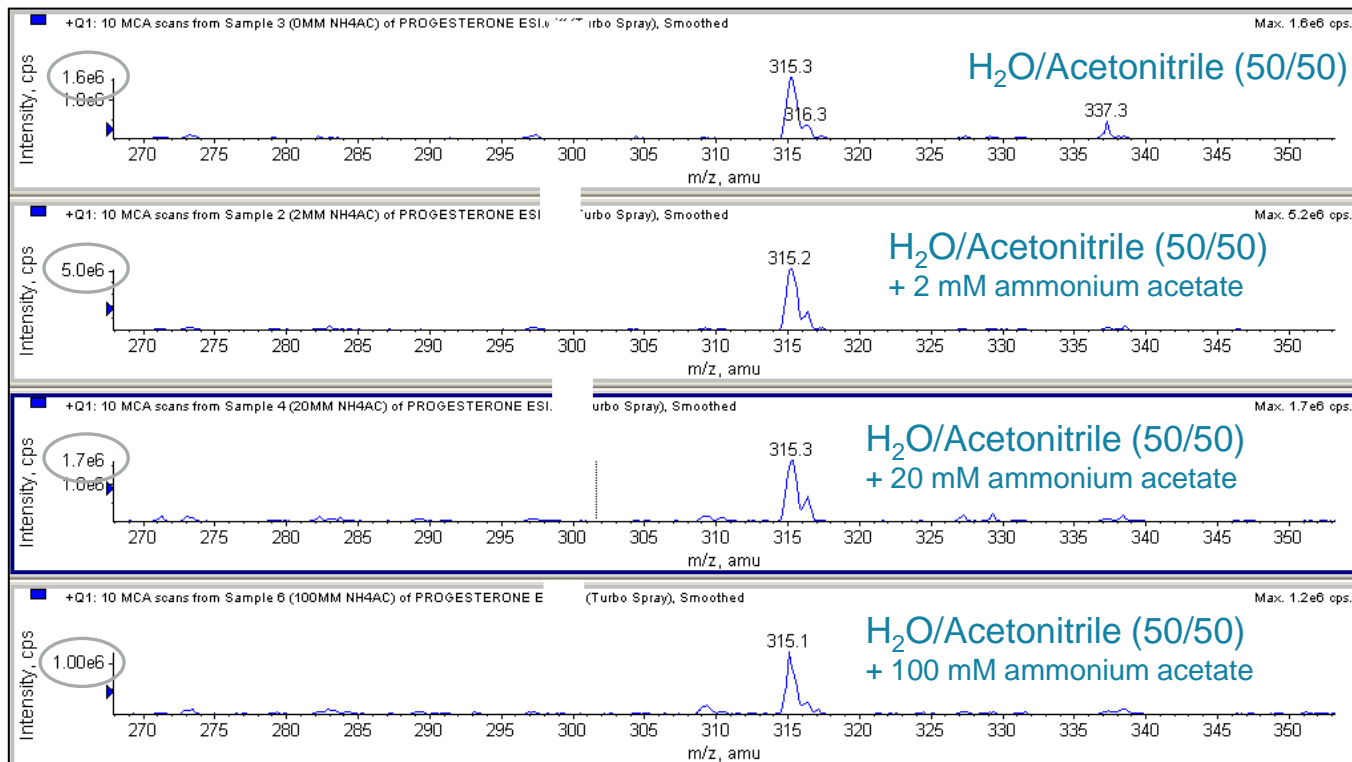 +Q1: 10 MCA scans from Sample 3 (0MM NH4AC) of PROGESTERONE ESI. (Turbo Spray), Smoothed Max. 1.6e6 cps.
H₂O/Acetonitrile (50/50)
Intensity, cps
1.6e6
1.0e6
315.3
316.3
337.3
270 275 280 285 290 295 300 305 310 315 320 325 330 335 340 345 350
m/z, amu
+Q1: 10 MCA scans from Sample 2 (2MM NH4AC) of PROGESTERONE ESI Turbo Spray), Smoothed Max. 5.2e6 cps.
H₂O/Acetonitrile (50/50)
+ 2 mM ammonium acetate
Intensity, cps
5.0e6
315.2
270 275 280 285 290 295 300 305 310 315 320 325 330 335 340 345 350
m/z, amu
+Q1: 10 MCA scans from Sample 4 (20MM NH4AC) of PROGESTERONE ESI. urbo Spray), Smoothed Max. 1.7e6 cps.
H₂O/Acetonitrile (50/50)
+ 20 mM ammonium acetate
Intensity, cps
1.7e6
1.0e6
315.3
270 275 280 285 290 295 300 305 310 315 320 325 330 335 340 345 350
m/z, amu
+Q1: 10 MCA scans from Sample 6 (100MM NH4AC) of PROGESTERONE E (Turbo Spray), Smoothed Max. 1.2e6 cps.
H₂O/Acetonitrile (50/50)
+ 100 mM ammonium acetate
Intensity, cps
1.00e6
315.1
270 275 280 285 290 295 300 305 310 315 320 325 330 335 340 345 350
m/z, amu